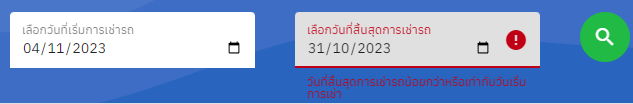 เลือกวันที่เริ่มการเช่ารถ
04/11/2023
เลือกวันที่สิ้นสุดการเช่ารถ
31/10/2023
วันที่สิ้นสุดการเช่ารถน้อยกว่าหรือเท่ากับวันเริ่ม
การเช่า